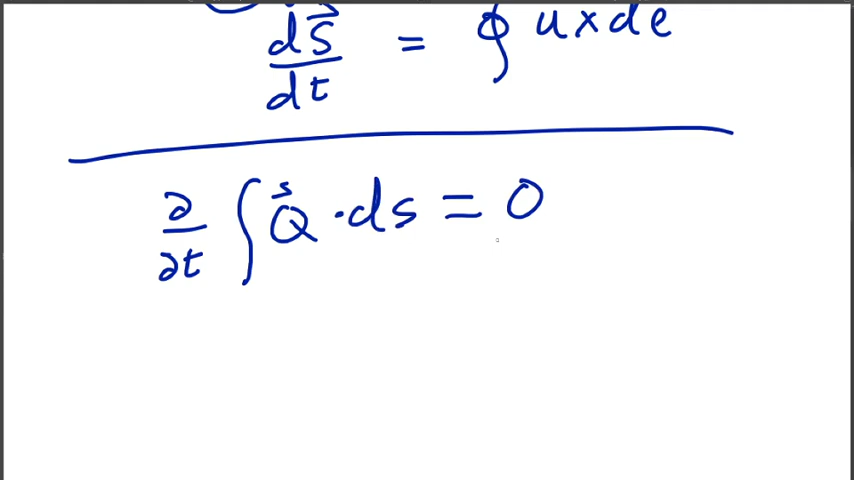 dS⃗/dt = ∮ u x dℓ
∂/∂t ∫ Q⃗ · ds = 0